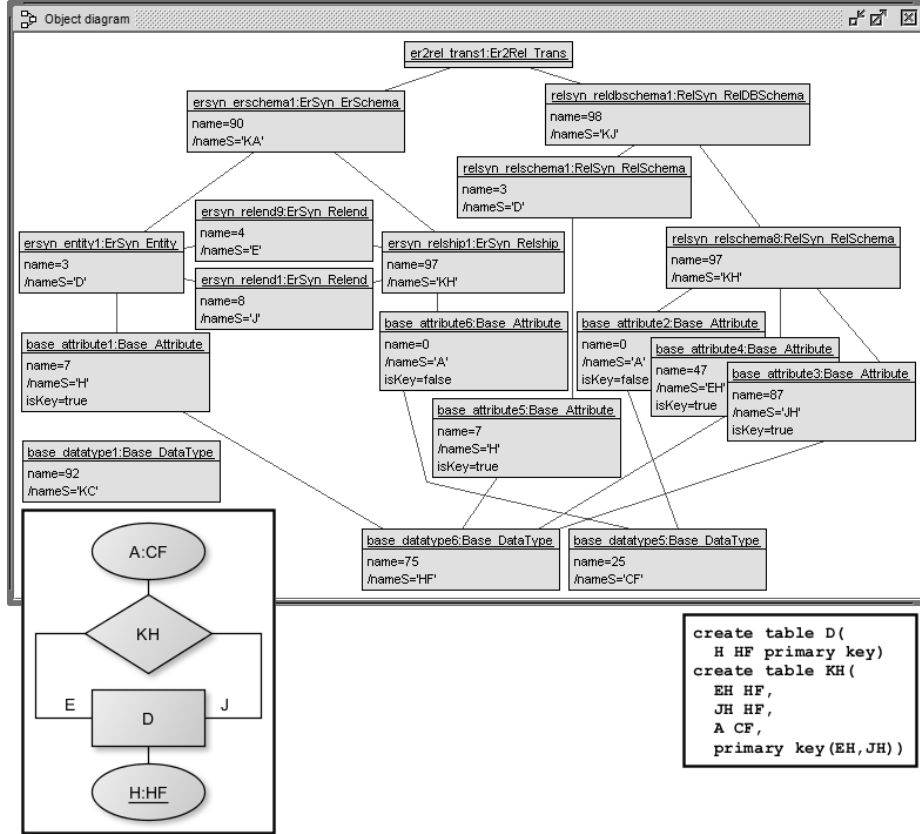 Object diagram
er2rel_trans1:Er2Rel_Trans
ersyn_erschema1:ErSyn_ErSchema
name=90
/nameS='KA'
relsyn_reldbschema1:RelSyn_RelDBSchema
name=98
/nameS='KJ'
relsyn_relschema1:RelSyn_RelSchema
name=3
/nameS='D'
ersyn_relend9:ErSyn_Relend
name=4
/nameS='E'
ersyn_entity1:ErSyn_Entity
name=3
/nameS='D'
ersyn_relship1:ErSyn_Relship
name=97
/nameS='KH'
relsyn_relschema8:RelSyn_RelSchema
name=97
/nameS='KH'
ersyn_relend1:ErSyn_Relend
name=8
/nameS='J'
base_attribute1:Base_Attribute
name=7
/nameS='H'
isKey=true
base_attribute6:Base_Attribute
name=0
/nameS='A'
isKey=false
base_attribute2:Base_Attribute
name=0
/nameS='A'
isKey=false
base_attribute4:Base_Attribute
name=47
/nameS='EH'
isKey=true
base_attribute3:Base_Attribute
name=87
/nameS='JH'
isKey=true
base_attribute5:Base_Attribute
name=7
/nameS='H'
isKey=true
base_datatype1:Base_DataType
name=92
/nameS='KC'
base_datatype6:Base_DataType
name=75
/nameS='HF'
base_datatype5:Base_DataType
name=25
/nameS='CF'
A:CF
KH
E
J
D
H:HF
create table D(
H HF primary key)
create table KH(
EH HF,
JH HF,
A CF,
primary key(EH,JH))